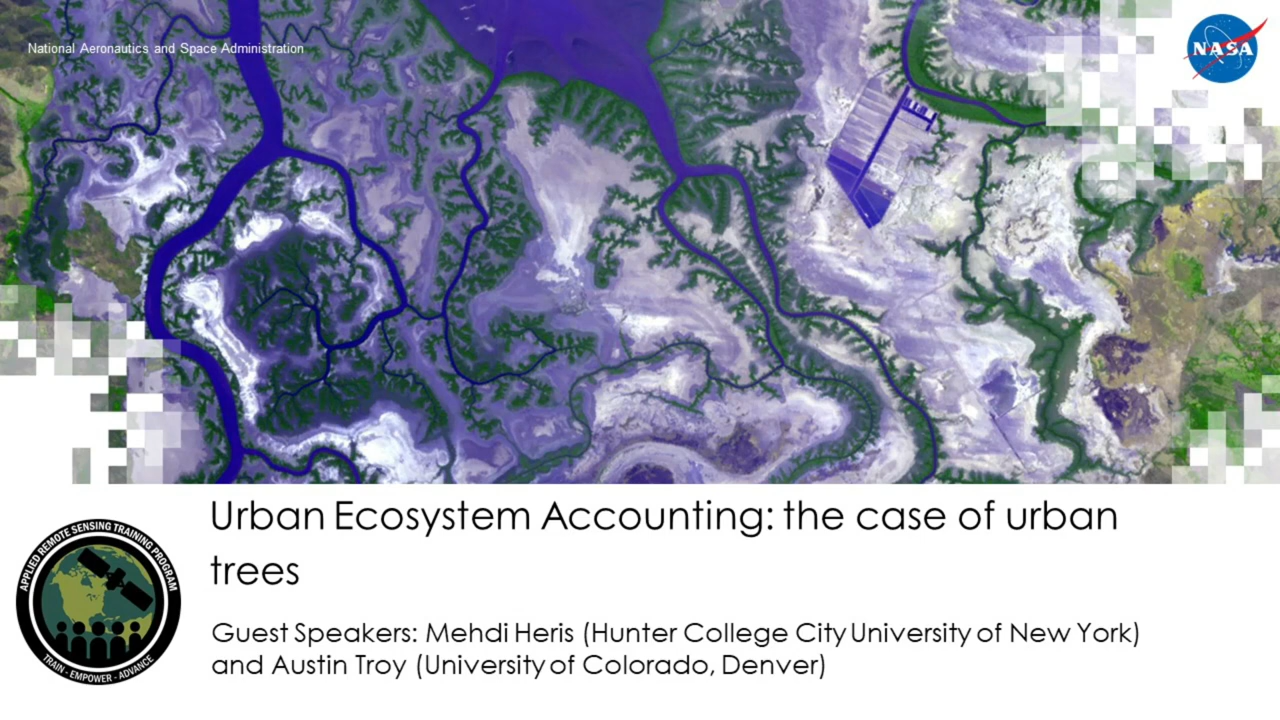 National Aeronautics and Space Administration
NASA
Urban Ecosystem Accounting: the case of urban
trees
APPLIED REMOTE SENSING TRAINING PROGRAM
TRAIN - EMPOWER - ADVANCE
Guest Speakers: Mehdi Heris (Hunter College City University of New York)
and Austin Troy (University of Colorado, Denver)